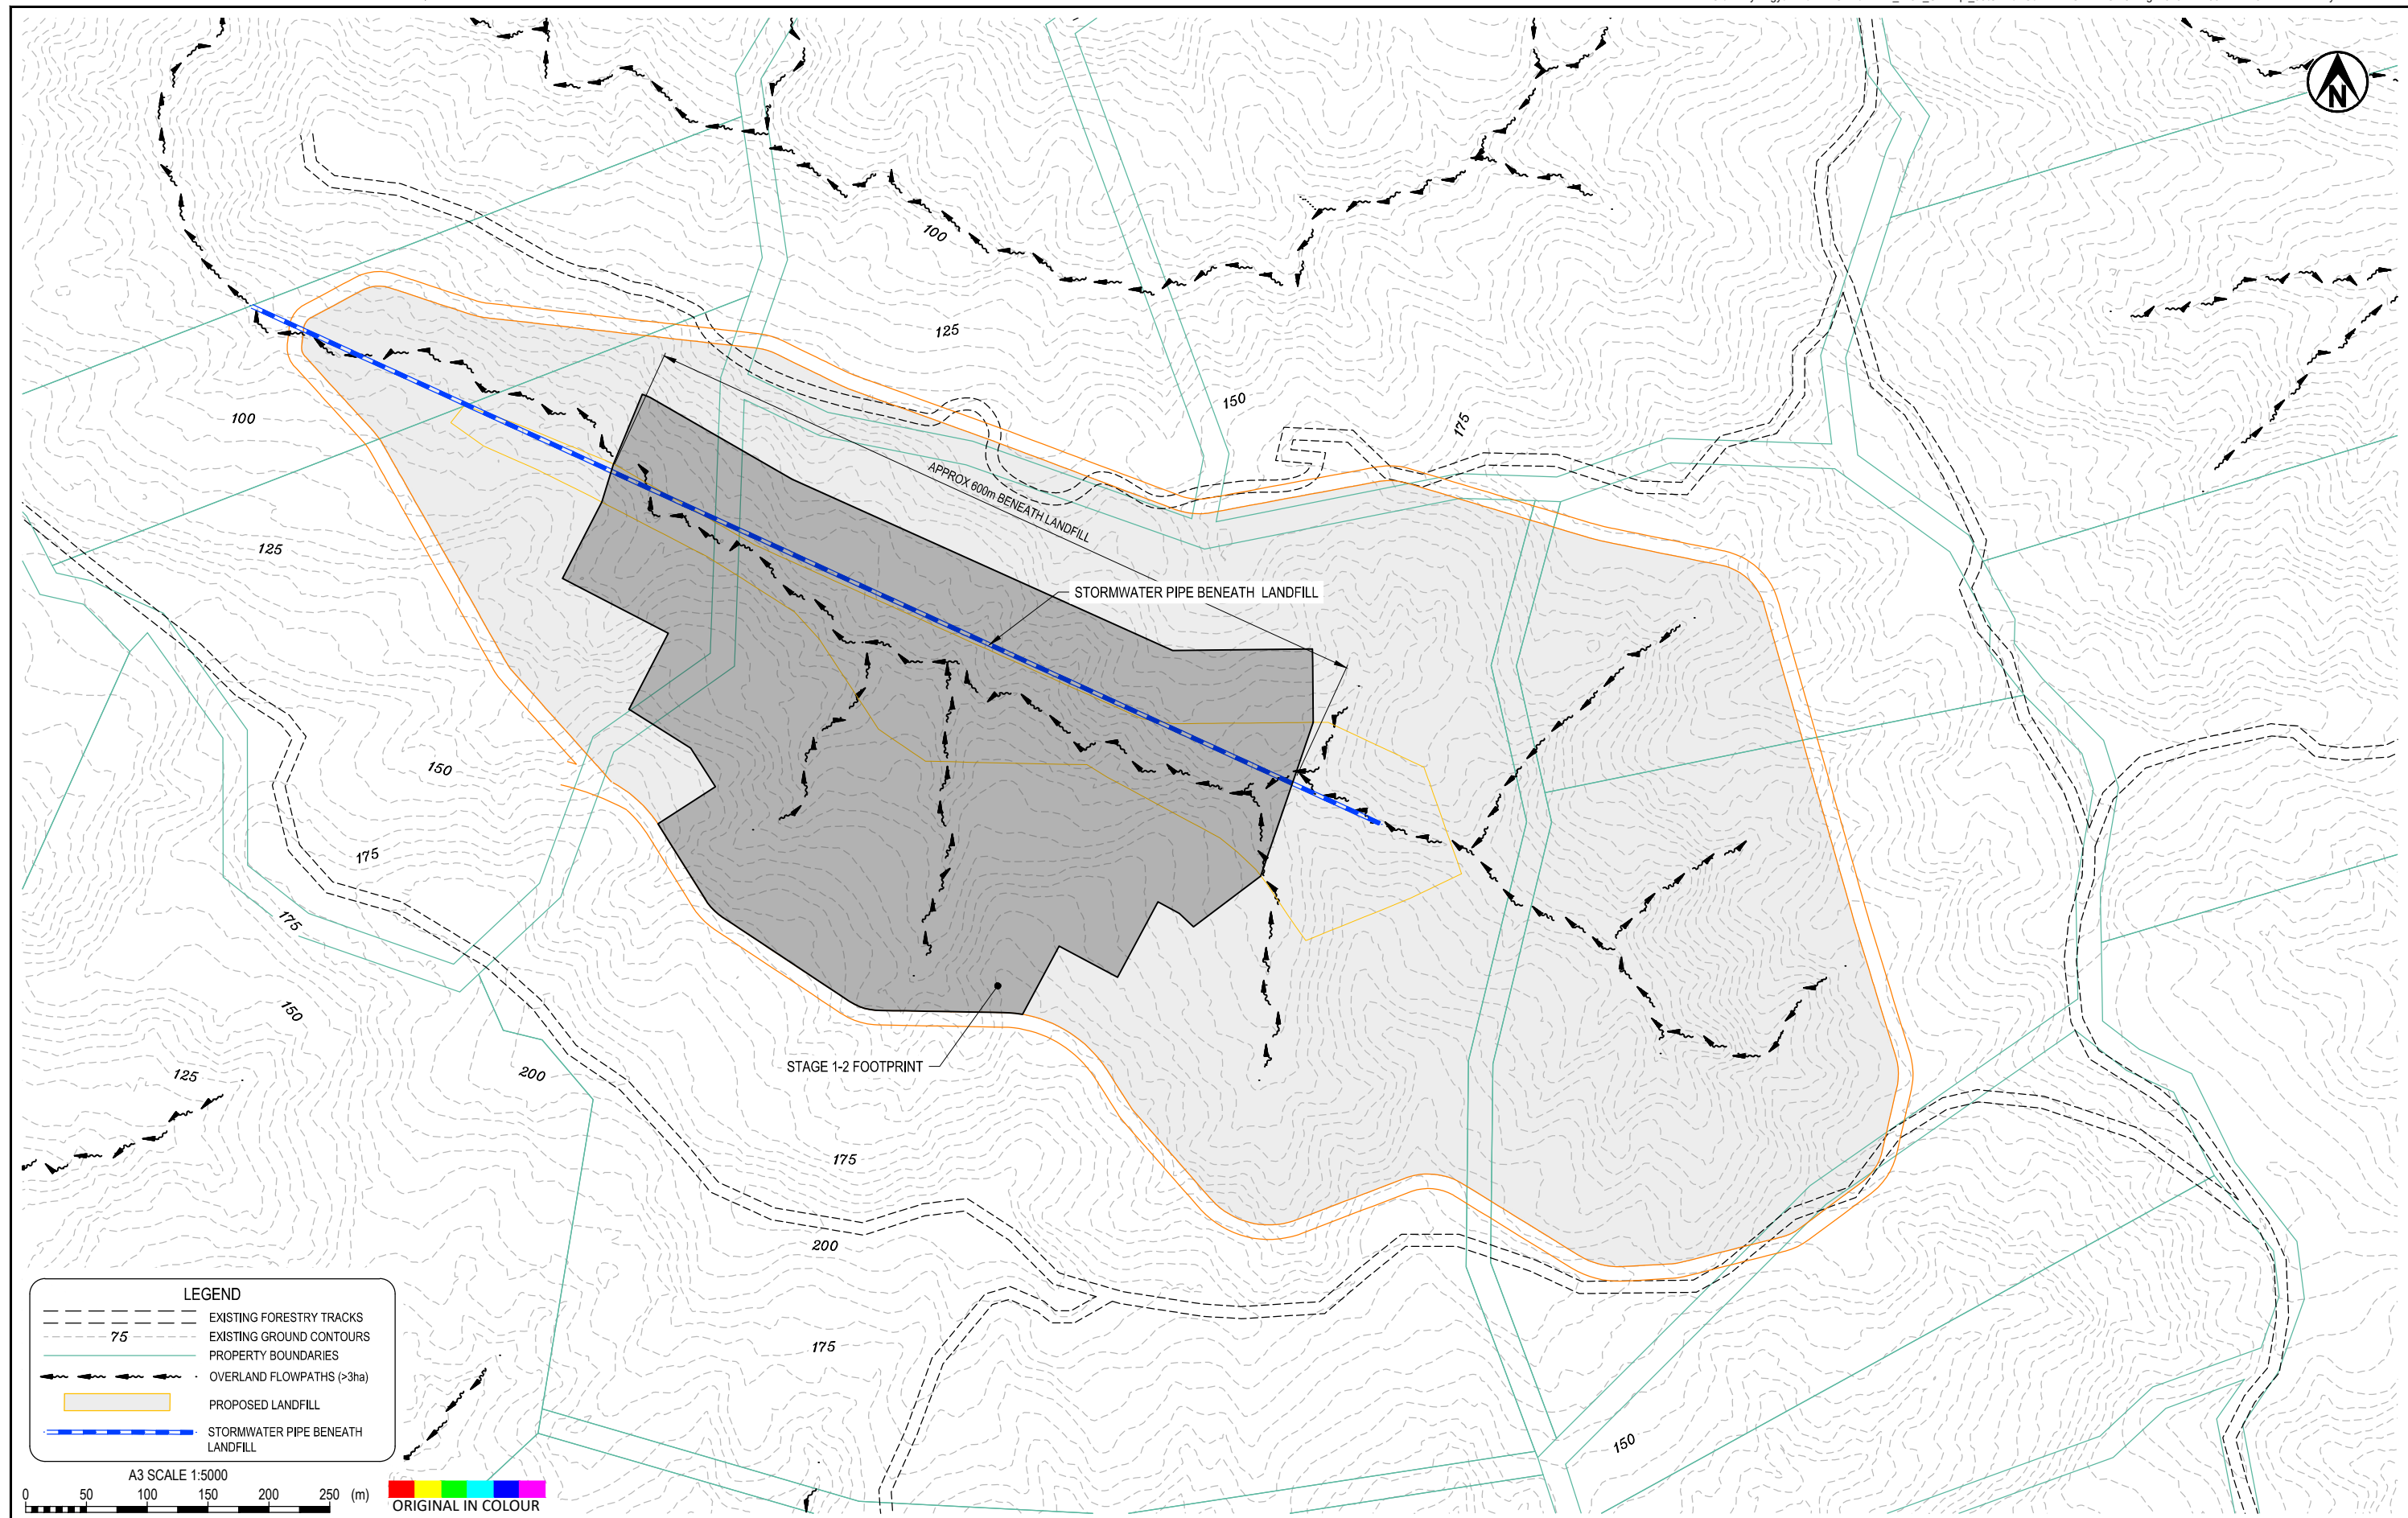 N
100
125
150
175
100
APPROX 600m BENEATH LANDFILL
125
STORMWATER PIPE BENEATH  LANDFILL
150
175
175
150
125
200
STAGE 1-2 FOOTPRINT
175
200
175
150
LEGEND
EXISTING FORESTRY TRACKS
75 EXISTING GROUND CONTOURS
PROPERTY BOUNDARIES
OVERLAND FLOWPATHS (>3ha)
PROPOSED LANDFILL
STORMWATER PIPE BENEATH
LANDFILL
A3 SCALE 1:5000
0 50 100 150 200 250 (m)
ORIGINAL IN COLOUR